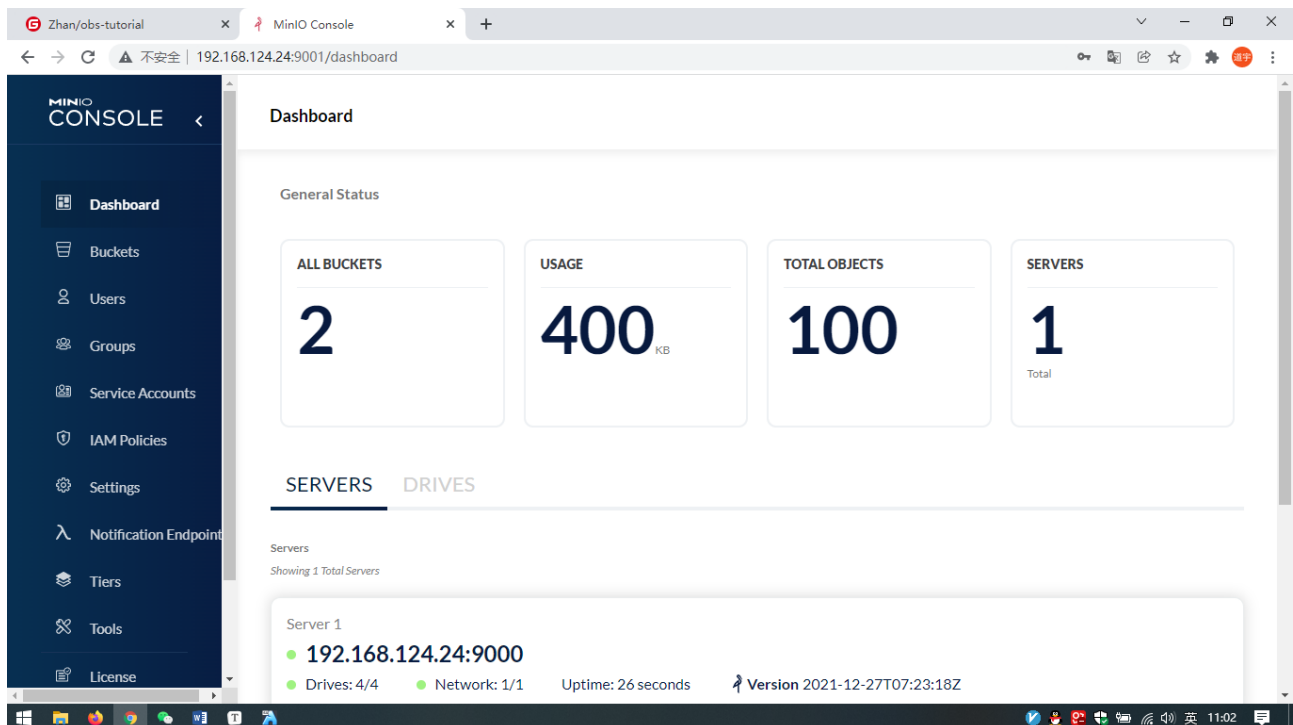 Zhan/obs-tutorial
MinIO Console
不安全 | 192.168.124.24:9001/dashboard
道宇
MINIO
CONSOLE
Dashboard
Buckets
Users
Groups
Service Accounts
IAM Policies
Settings
Notification Endpoint
Tiers
Tools
License
Dashboard
General Status
ALL BUCKETS
2
USAGE
400 KB
TOTAL OBJECTS
100
SERVERS
1
Total
SERVERS DRIVES
Servers
Showing 1 Total Servers
Server 1
192.168.124.24:9000
Drives: 4/4 Network: 1/1 Uptime: 26 seconds Version 2021-12-27T07:23:18Z
英 11:02